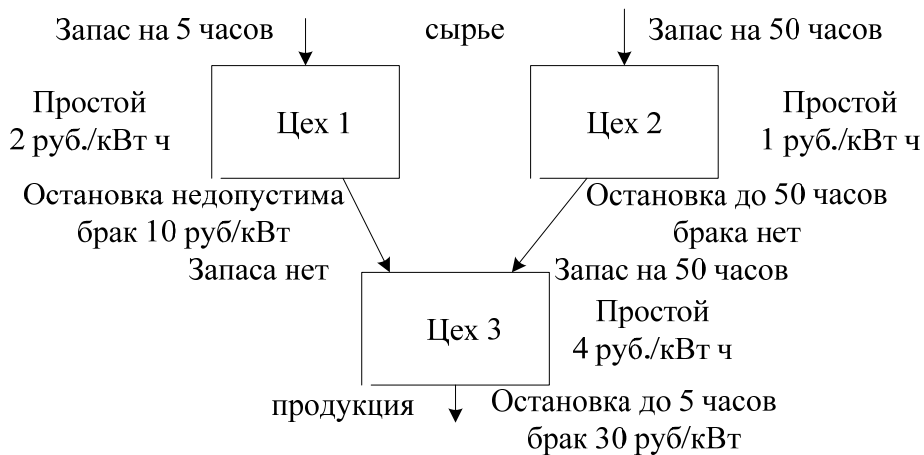 Запас на 5 часов
сырье
Запас на 50 часов
Простой
2 руб./кВт ч
Цех 1
Цех 2
Простой
1 руб./кВт ч
Остановка недопустима
брак 10 руб/кВт
Запаса нет
Остановка до 50 часов
брака нет
Запас на 50 часов
Цех 3
Простой
4 руб./кВт ч
продукция
Остановка до 5 часов
брак 30 руб/кВт